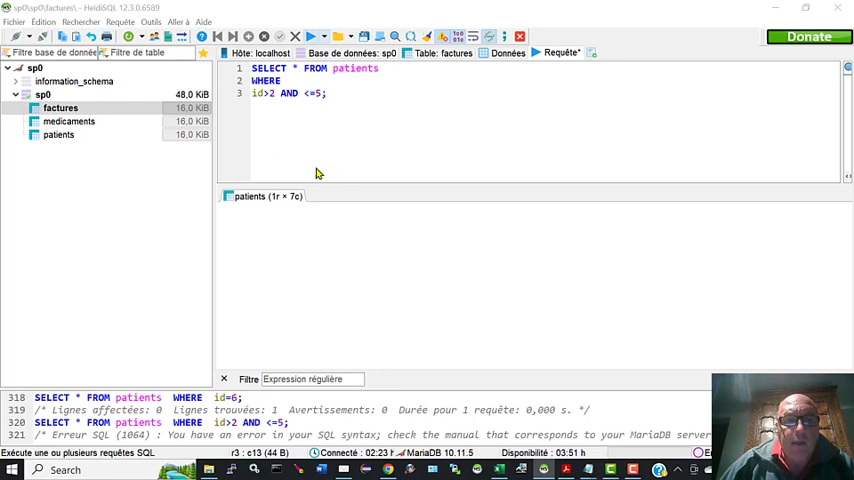 sp0\sp0\factures\ - HeidiSQL 12.3.0.6589
Fichier Édition Rechercher Requête Outils Aller à Aide
Donate
Filtre base de donnée Filtre de table
Hôte: localhost Base de données: sp0 Table: factures Données Requête*
sp0
information_schema
sp0 48,0 KiB
factures 16,0 KiB
medicaments 16,0 KiB
patients 16,0 KiB
1 SELECT * FROM patients
2 WHERE
3 id>2 AND <=5;
patients (1r × 7c)
Filtre Expression régulière
318 SELECT * FROM patients WHERE id=6;
319 /* Lignes affectées: 0 Lignes trouvées: 1 Avertissements: 0 Durée pour 1 requête: 0,000 s. */
320 SELECT * FROM patients WHERE id>2 AND <=5;
321 /* Erreur SQL (1064) : You have an error in your SQL syntax; check the manual that corresponds to your MariaDB server
Exécute une ou plusieurs requêtes SQL r3 : c13 (44 B) Connecté : 02:23 MariaDB 10.11.5 Disponibilité : 03:51 h
Search